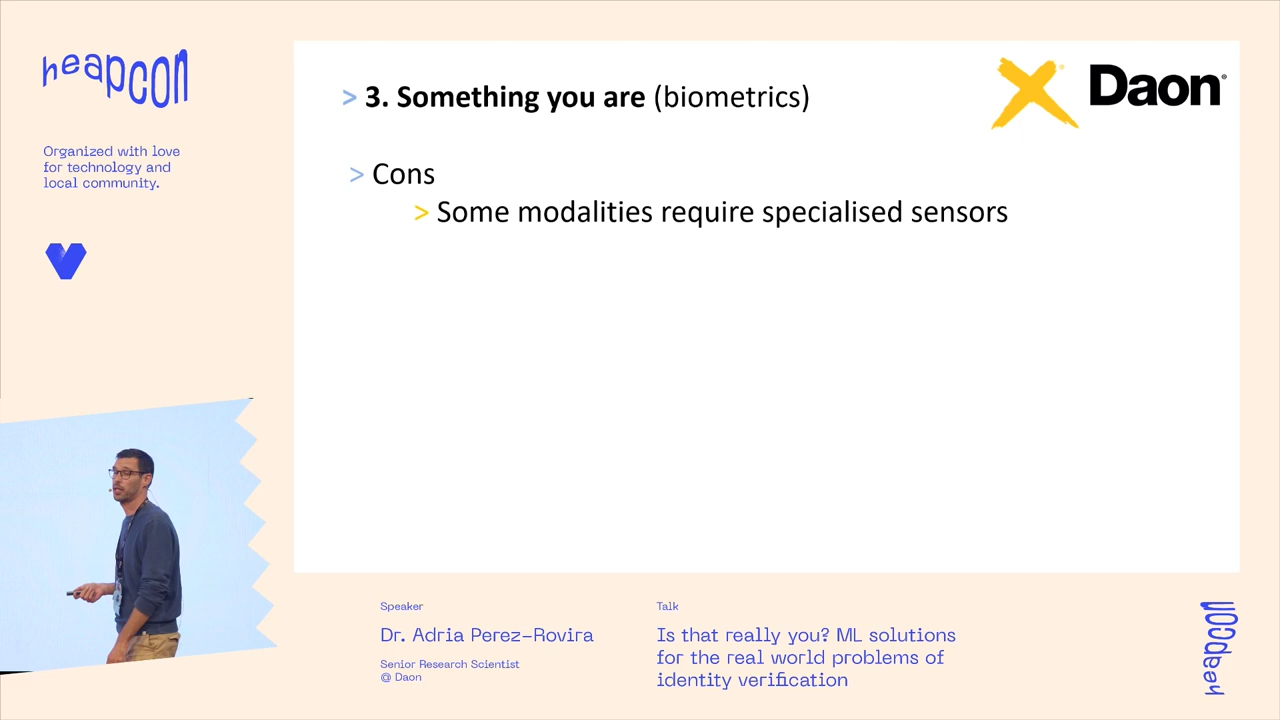 heapcon
Organized with love
for technology and
local community.
> 3. Something you are (biometrics)
Daon®
> Cons
> Some modalities require specialised sensors
Speaker
Dr. Adria Perez-Rovira
Senior Research Scientist
@ Daon
Talk
Is that really you? ML solutions
for the real world problems of
identity verification
heapcon